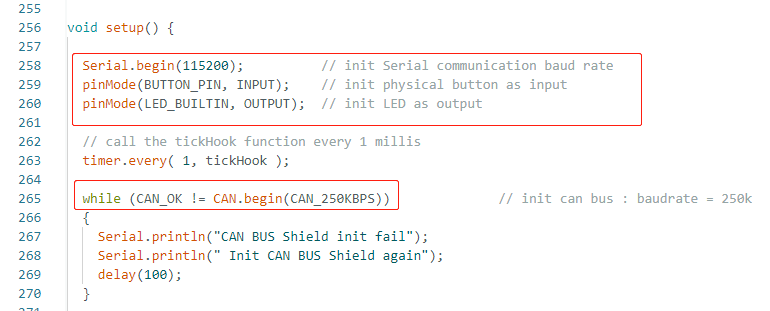 255
256 void setup() {
257
258 Serial.begin(115200); // init Serial communication baud rate
259 pinMode(BUTTON_PIN, INPUT); // init physical button as input
260 pinMode(LED_BUILTIN, OUTPUT); // init LED as output
261
262 // call the tickHook function every 1 millis
263 timer.every( 1, tickHook );
264
265 while (CAN_OK != CAN.begin(CAN_250KBPS)) // init can bus : baudrate = 250k
266 {
267 Serial.println("CAN BUS Shield init fail");
268 Serial.println(" Init CAN BUS Shield again");
269 delay(100);
270 }
271